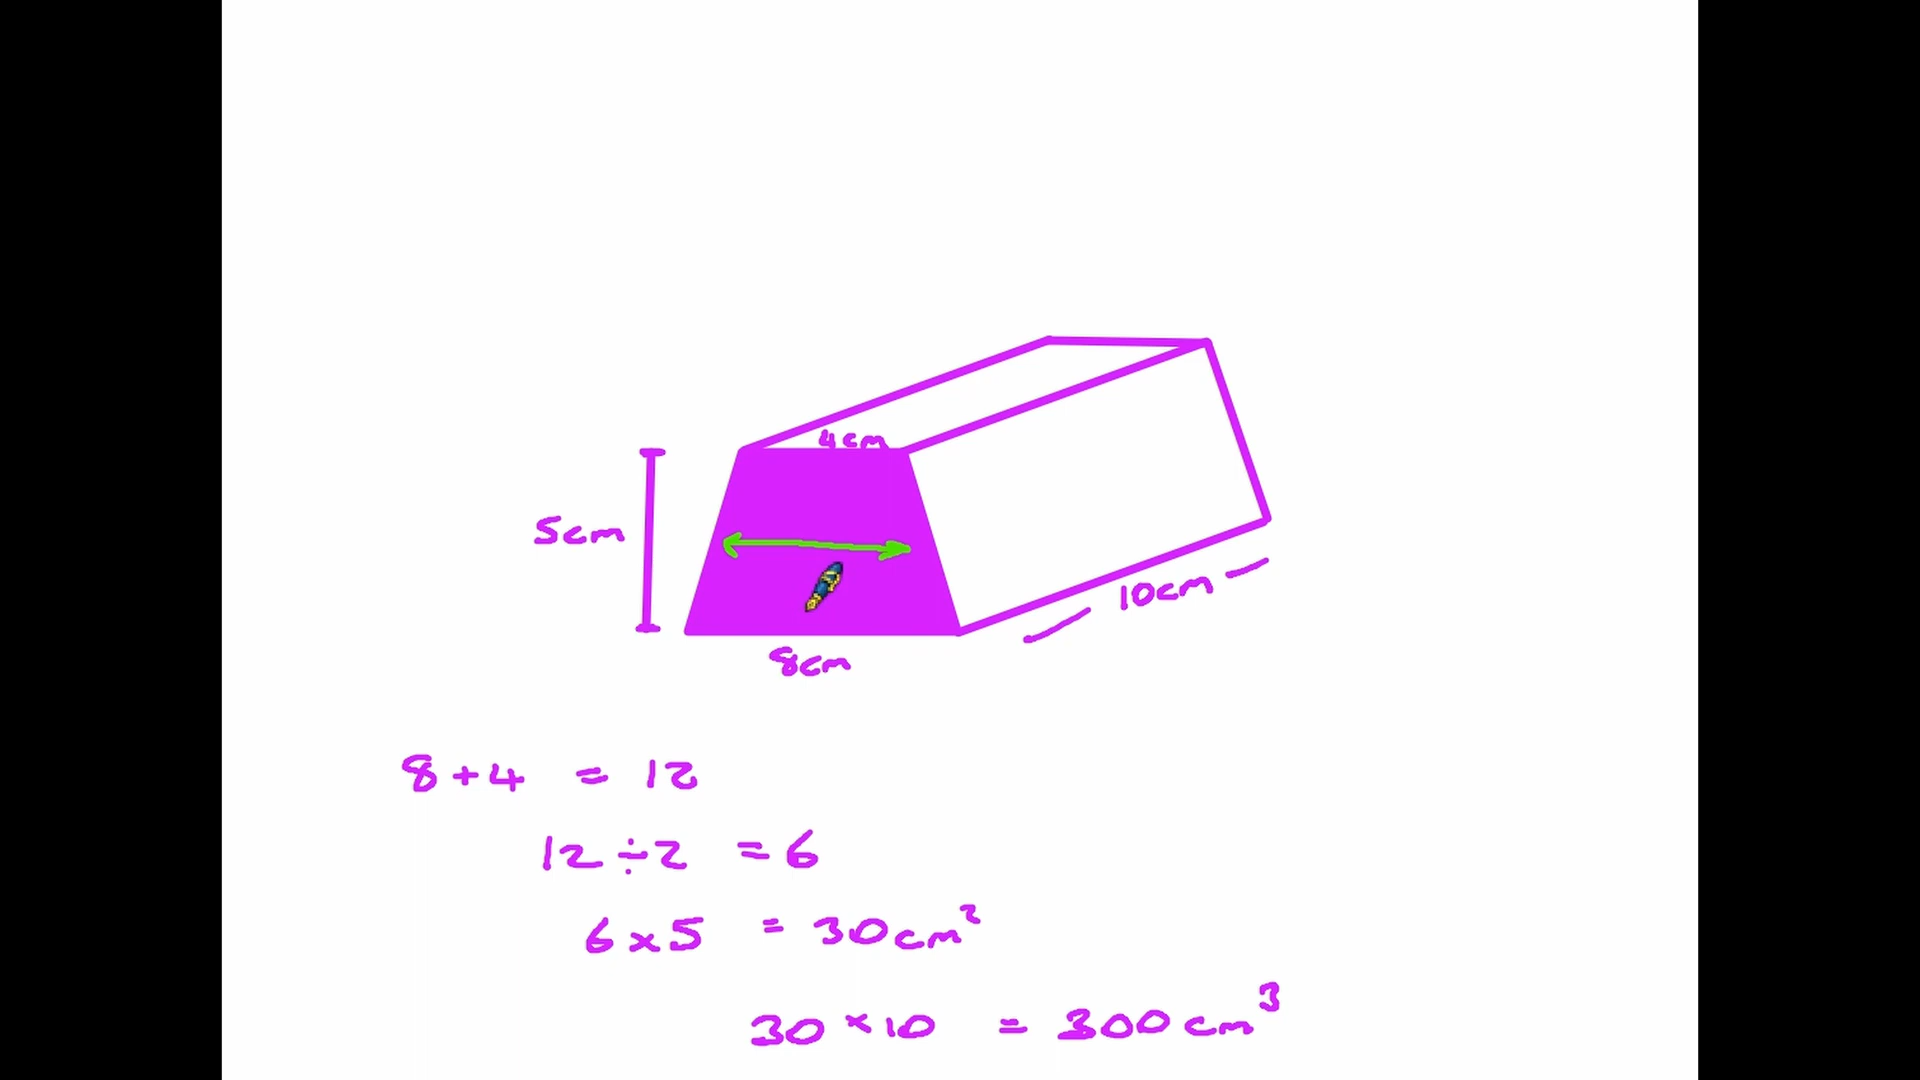 4cm
5cm
10cm
8cm
8+4 = 12
12÷2 = 6
6×5 = 30cm²
30×10 = 300cm³